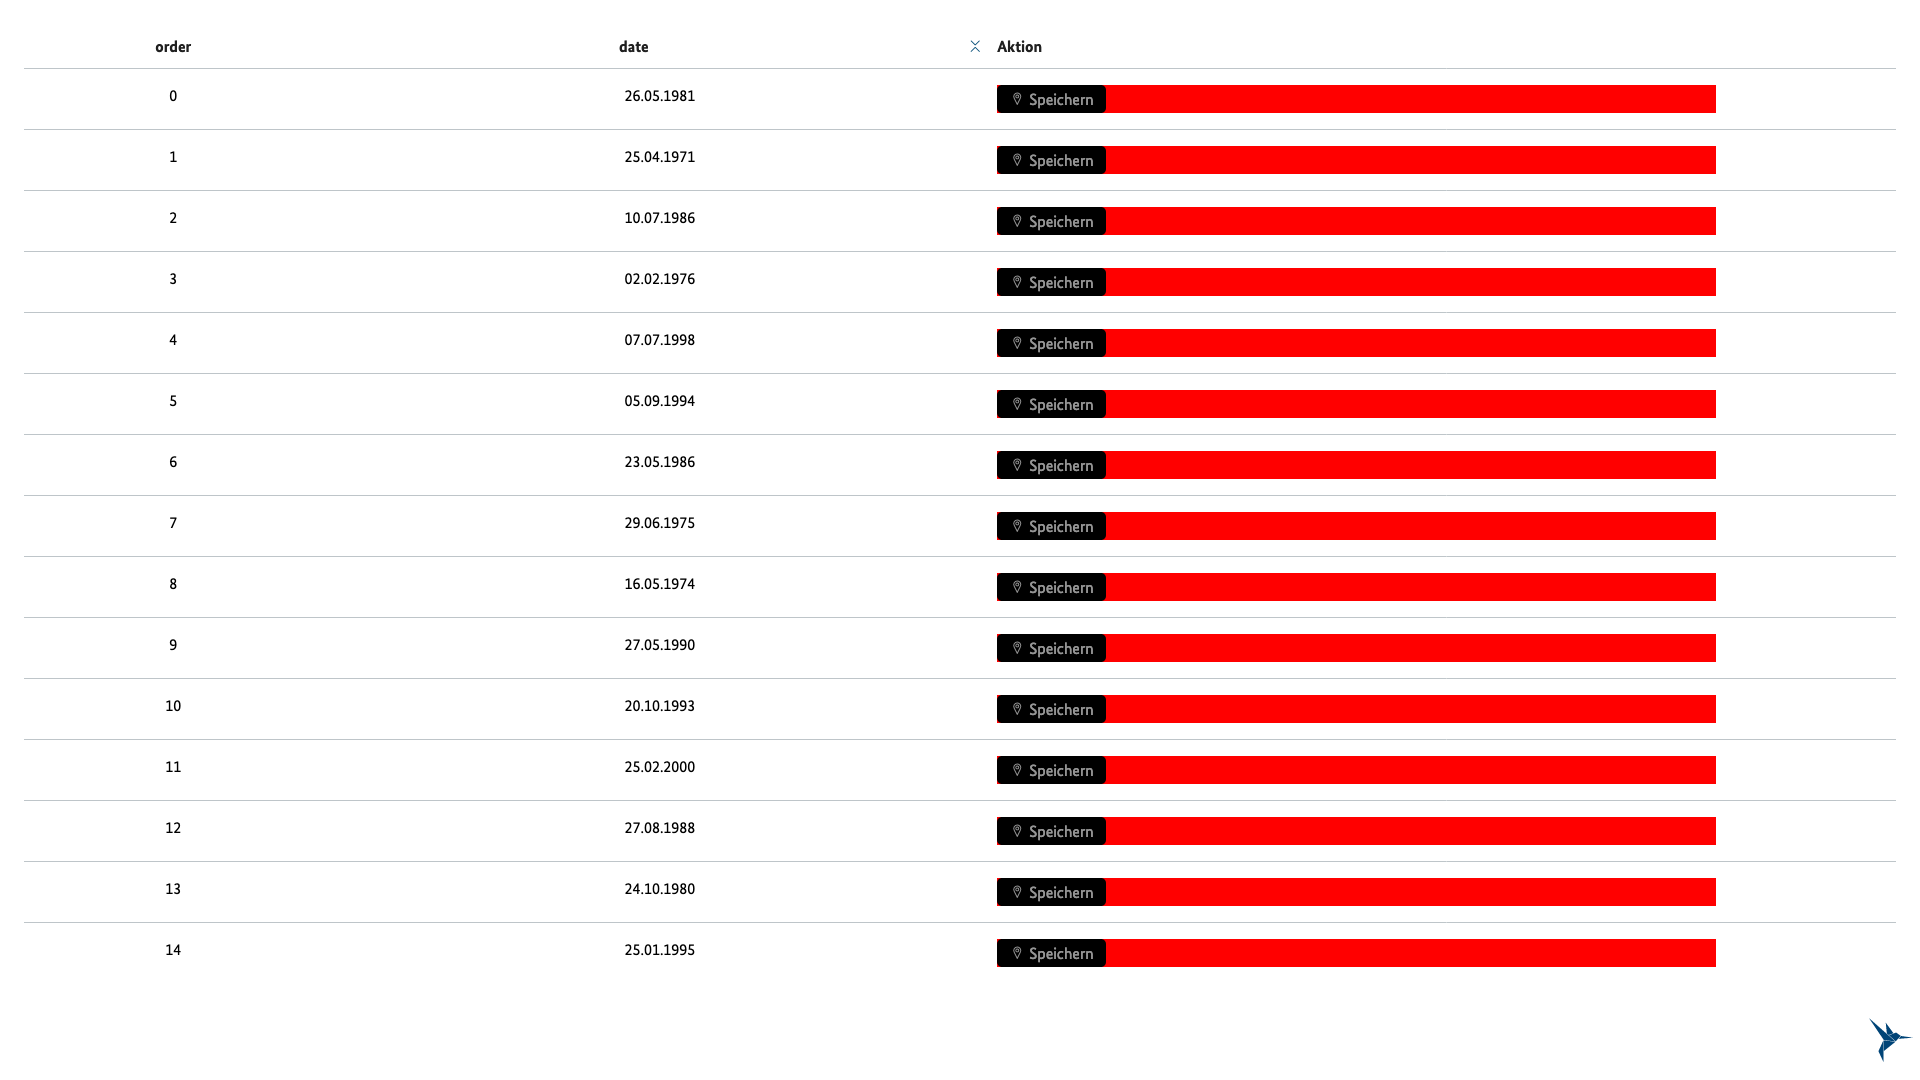 order date Aktion
0 26.05.1981 Speichern
1 25.04.1971 Speichern
2 10.07.1986 Speichern
3 02.02.1976 Speichern
4 07.07.1998 Speichern
5 05.09.1994 Speichern
6 23.05.1986 Speichern
7 29.06.1975 Speichern
8 16.05.1974 Speichern
9 27.05.1990 Speichern
10 20.10.1993 Speichern
11 25.02.2000 Speichern
12 27.08.1988 Speichern
13 24.10.1980 Speichern
14 25.01.1995 Speichern